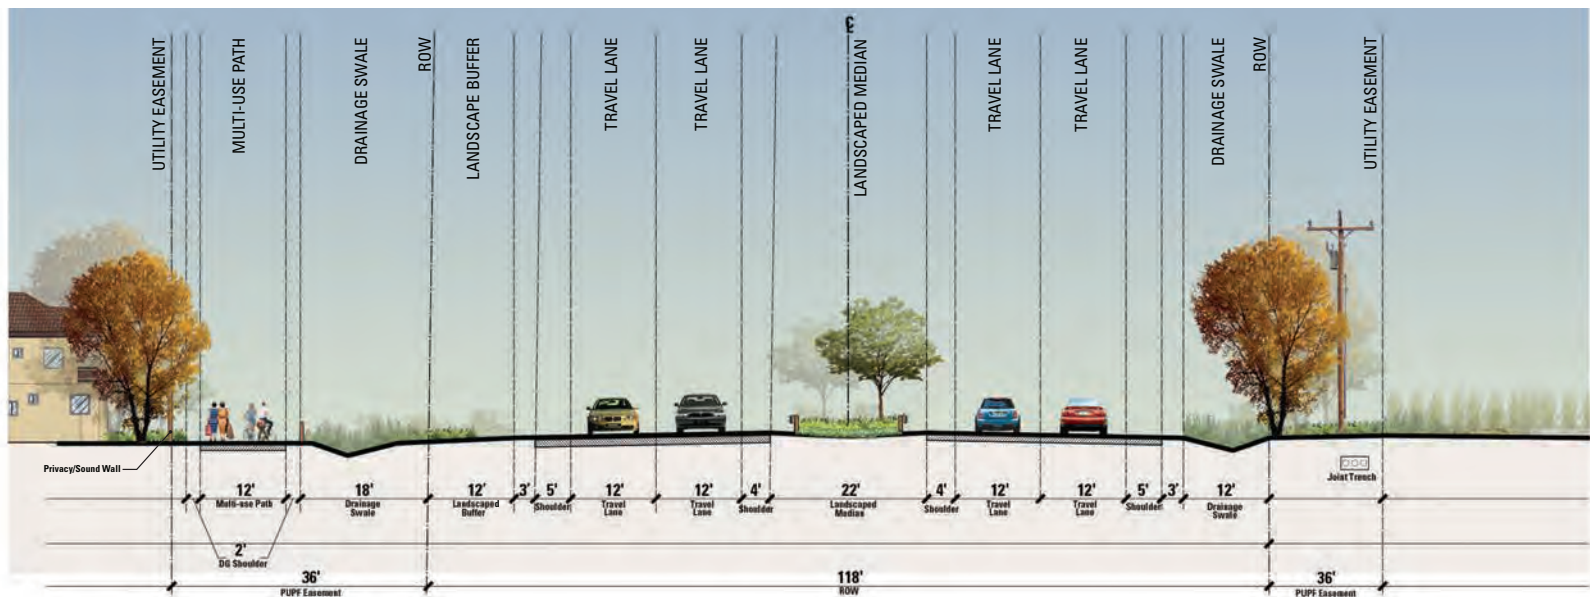 ℄
UTILITY EASEMENT
MULTI-USE PATH
DRAINAGE SWALE
ROW
LANDSCAPE BUFFER
TRAVEL LANE
TRAVEL LANE
LANDSCAPED MEDIAN
TRAVEL LANE
TRAVEL LANE
DRAINAGE SWALE
ROW
UTILITY EASEMENT
Privacy/Sound Wall
Joint Trench
12'
Multi-use Path
18'
Drainage
Swale
12'
Landscaped
Buffer
3'
5'
Shoulder
12'
Travel
Lane
12'
Travel
Lane
4'
Shoulder
22'
Landscaped
Median
4'
Shoulder
12'
Travel
Lane
12'
Travel
Lane
5'
Shoulder
3'
12'
Drainage
Swale
2'
DG Shoulder
36'
PUPF Easement
118'
ROW
36'
PUPF Easement